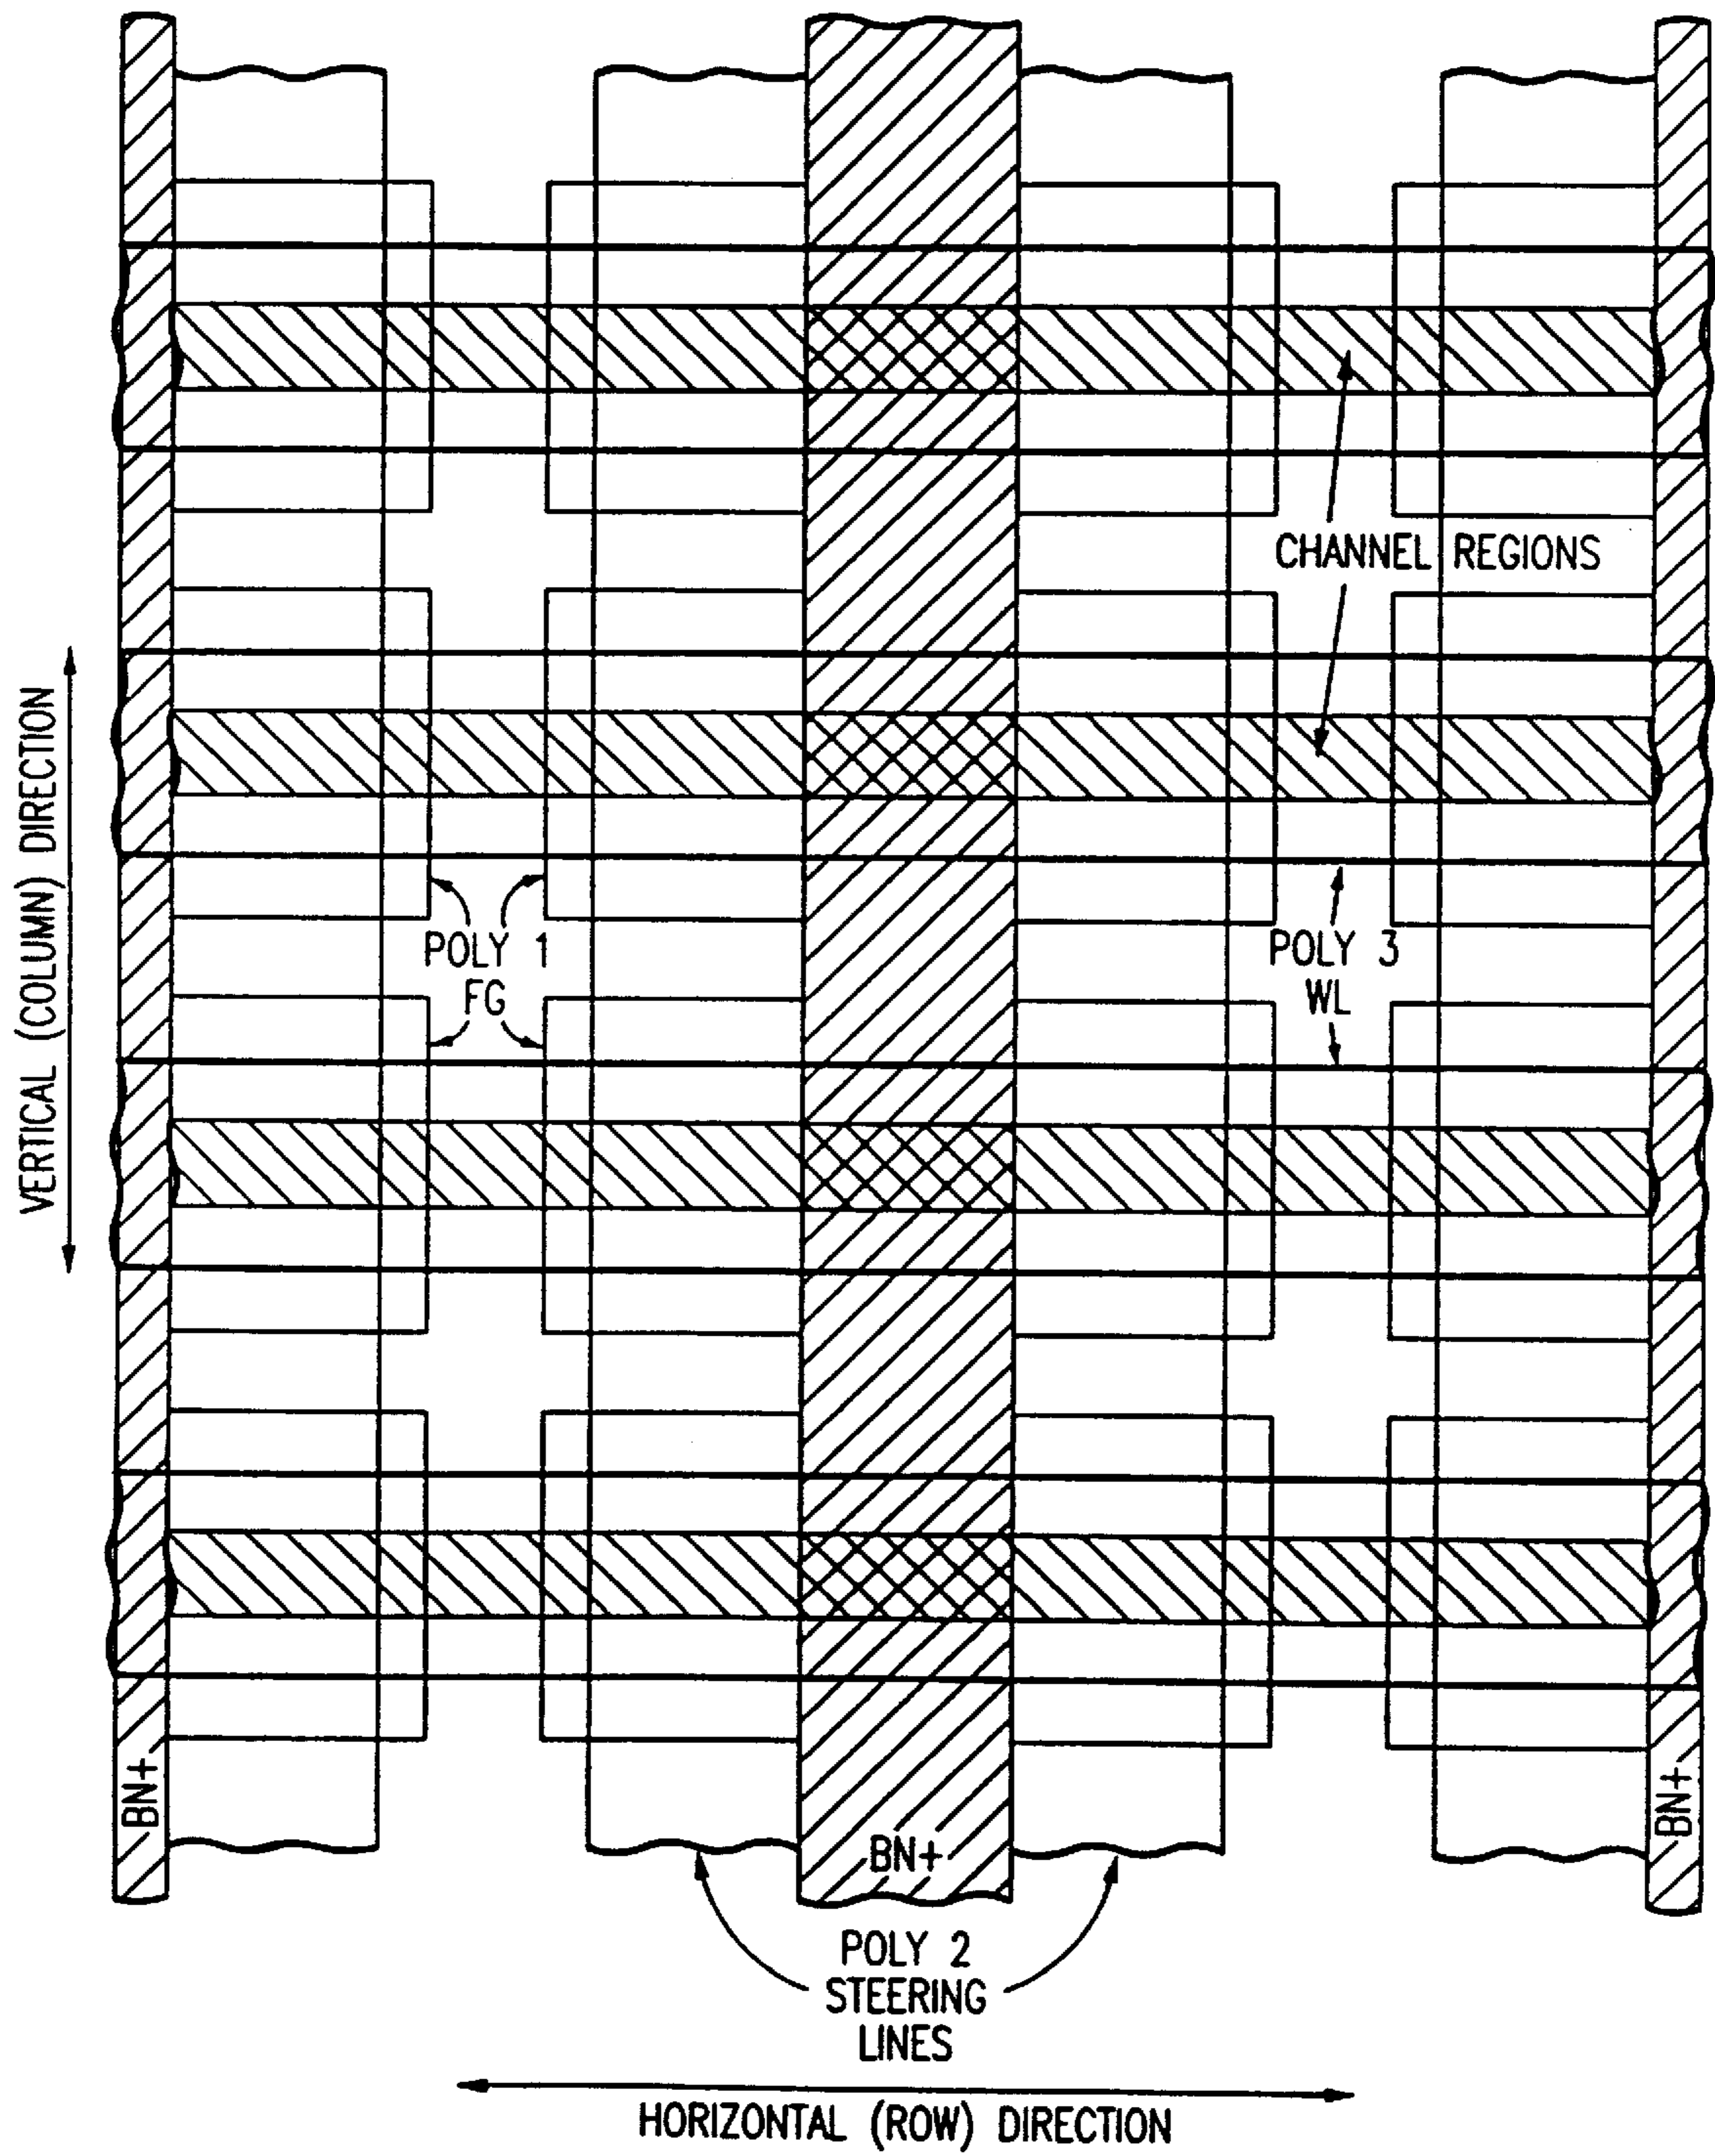 CHANNEL REGIONS
VERTICAL (COLUMN) DIRECTION
POLY 1
FG
POLY 3
WL
BN+
BN+
BN+
POLY 2
STEERING
LINES
HORIZONTAL (ROW) DIRECTION